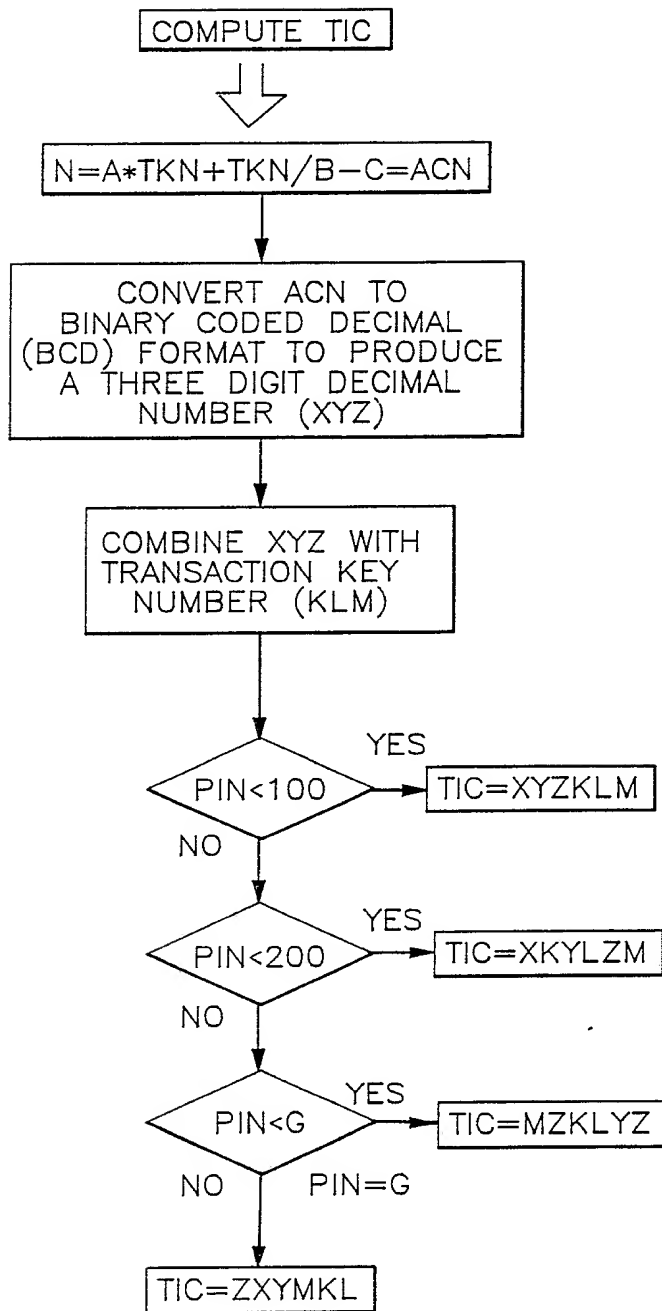 COMPUTE TIC
N=A*TKN+TKN/B-C=ACN
CONVERT ACN TO
BINARY CODED DECIMAL
(BCD) FORMAT TO PRODUCE
A THREE DIGIT DECIMAL
NUMBER (XYZ)
COMBINE XYZ WITH
TRANSACTION KEY
NUMBER (KLM)
YES
PIN<100
TIC=XYZKLM
NO
YES
PIN<200
TIC=XKYLZM
NO
YES
PIN<G
TIC=MZKLYZ
NO
PIN=G
TIC=ZXYMKL